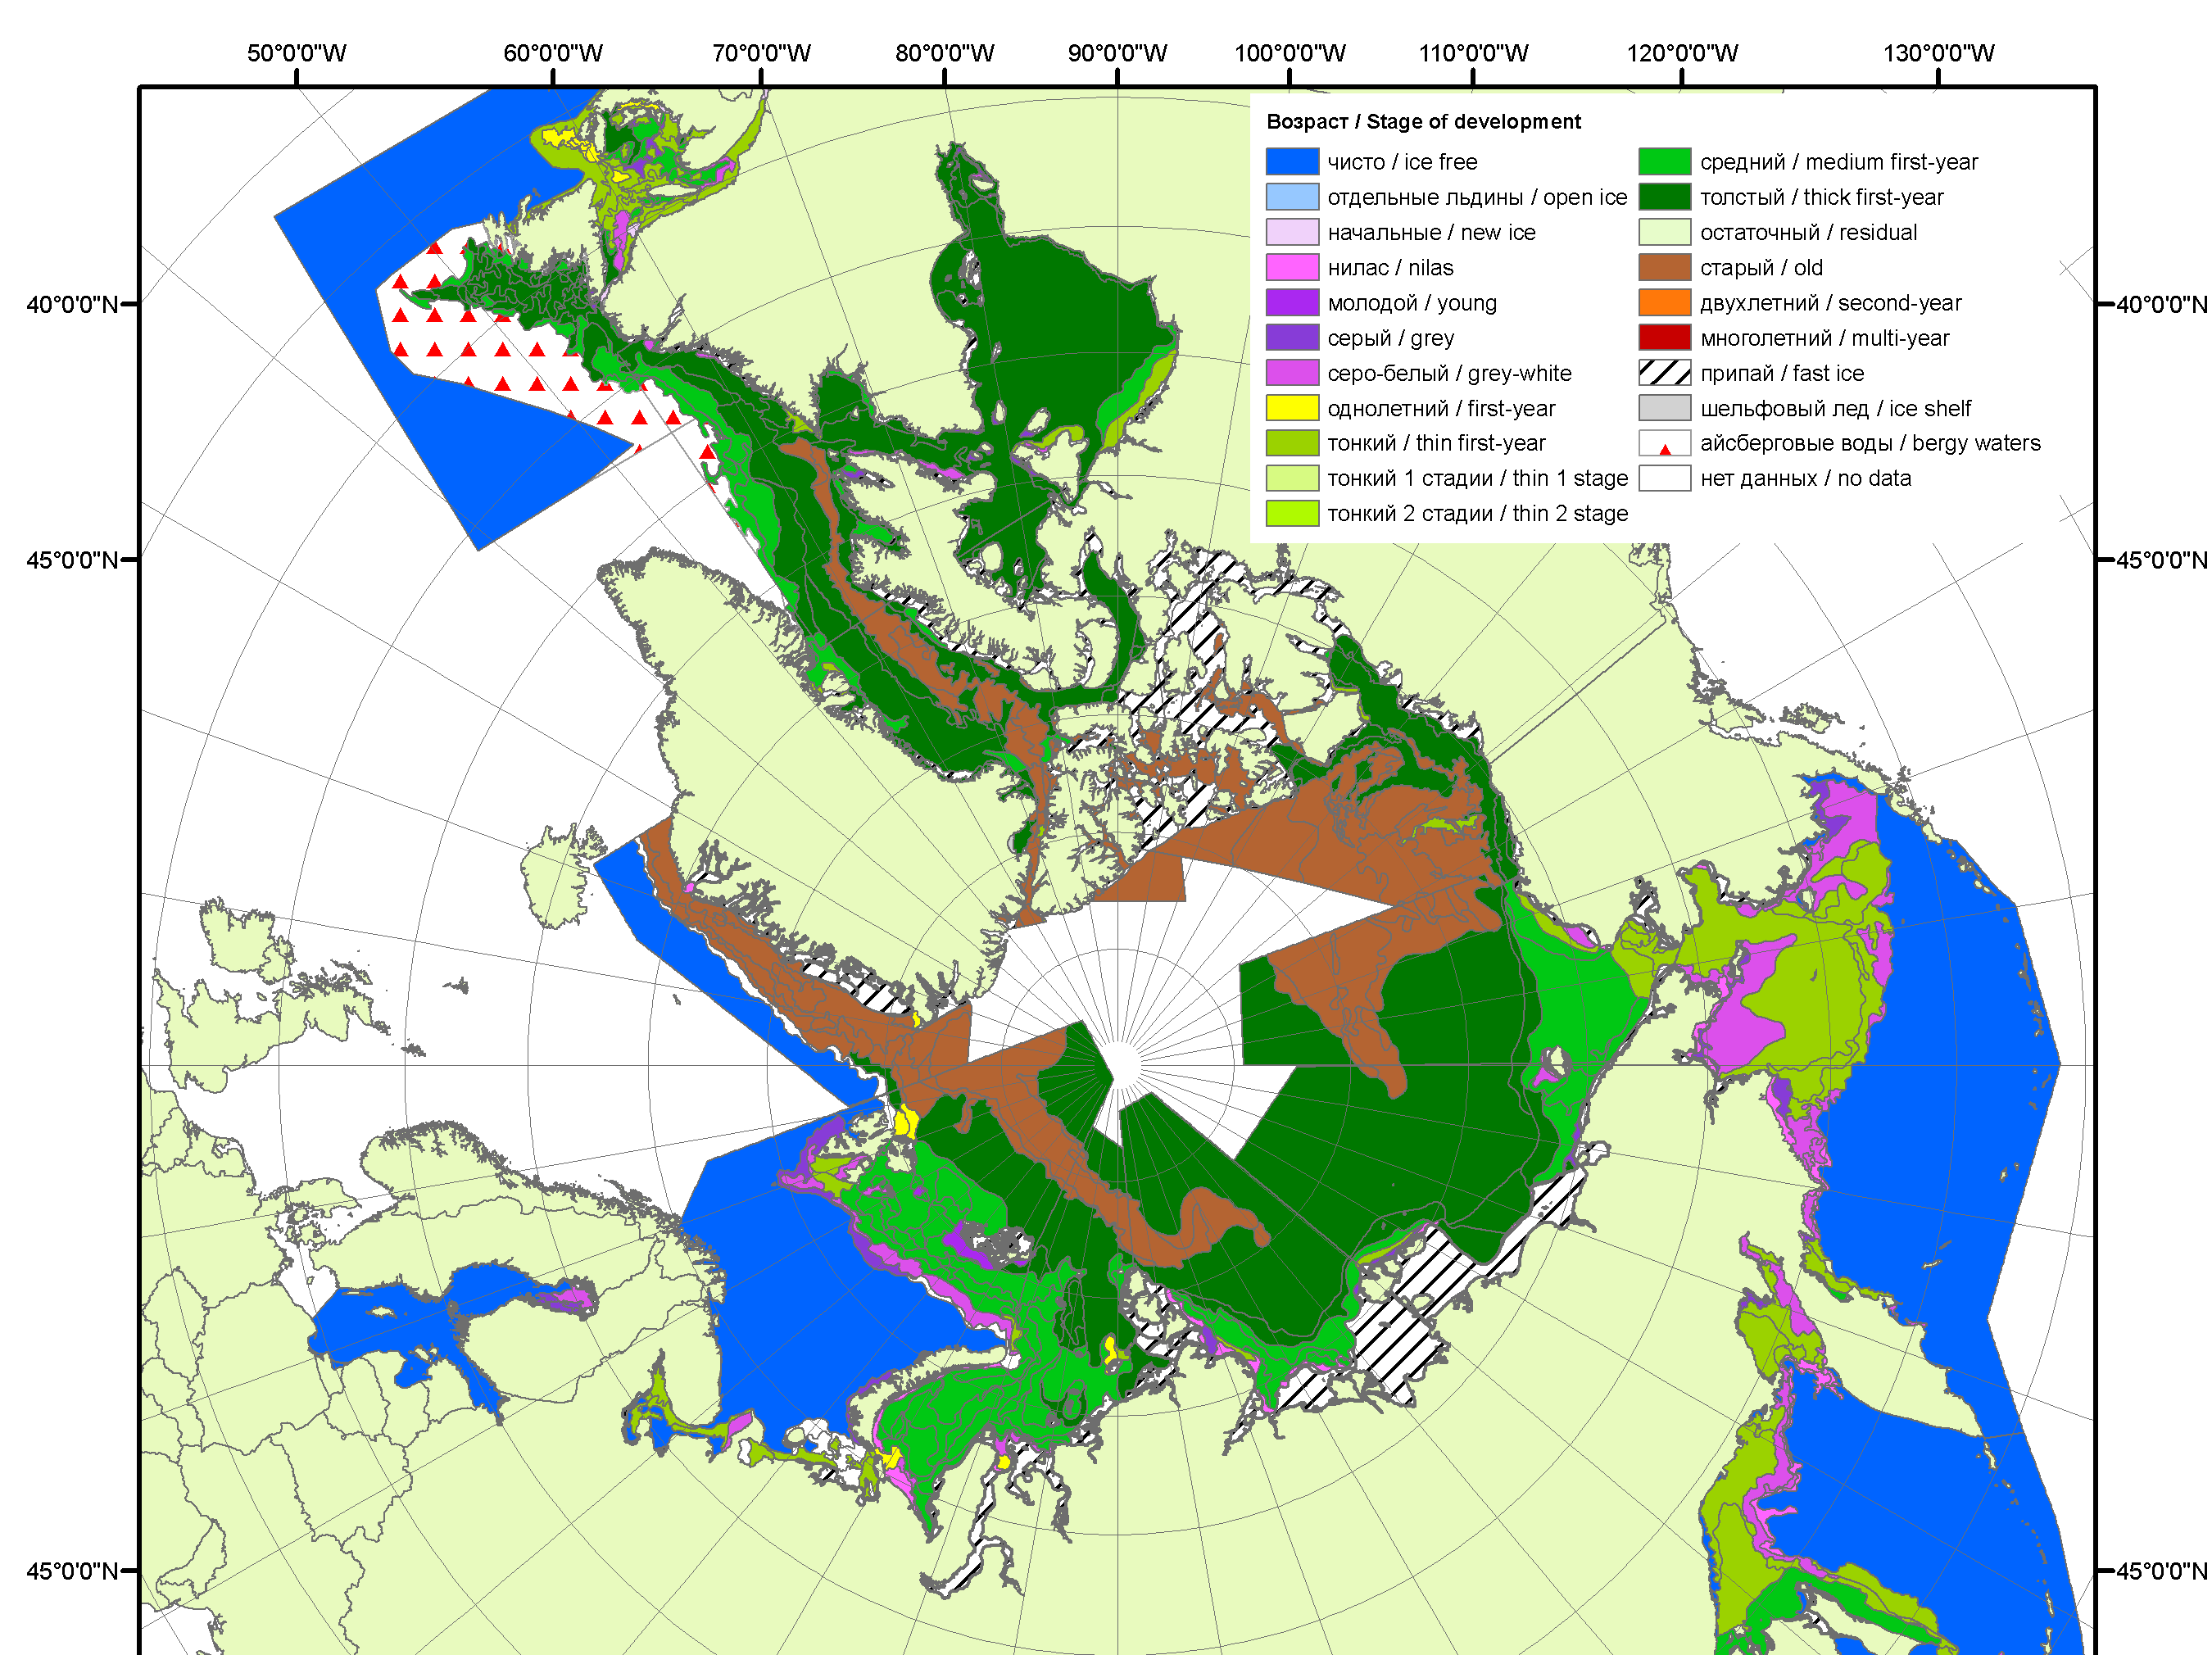 50°0'0"W 60°0'0"W 70°0'0"W 80°0'0"W 90°0'0"W 100°0'0"W 110°0'0"W 120°0'0"W 130°0'0"W
Возраст / Stage of development
чисто / ice free
отдельные льдины / open ice
начальные / new ice
нилас / nilas
молодой / young
серый / grey
серо-белый / grey-white
однолетний / first-year
тонкий / thin first-year
тонкий 1 стадии / thin 1 stage
тонкий 2 стадии / thin 2 stage
средний / medium first-year
толстый / thick first-year
остаточный / residual
старый / old
двухлетний / second-year
многолетний / multi-year
припай / fast ice
шельфовый лед / ice shelf
айсберговые воды / bergy waters
нет данных / no data
40°0'0"N 40°0'0"N
45°0'0"N 45°0'0"N
45°0'0"N 45°0'0"N